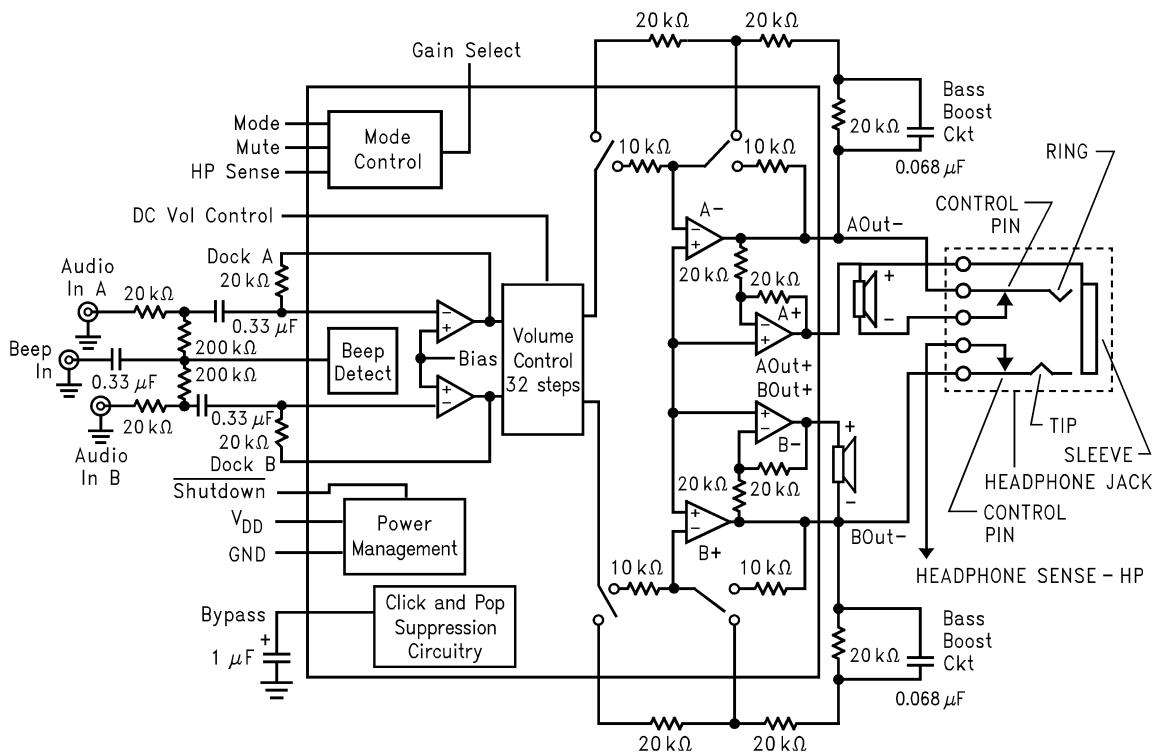 20 kΩ
20 kΩ
Gain Select
Bass
Boost
Ckt
20 kΩ
0.068 μF
Mode
Mute
HP Sense
Mode
Control
10 kΩ
10 kΩ
RING
CONTROL
PIN
DC Vol Control
A-
AOut-
Dock A
20 kΩ
Audio
In A
20 kΩ
0.33 μF
20 kΩ
20 kΩ
A+
+
-
-
+
-
+
-
+
-
+
Beep
In
0.33 μF
200 kΩ
200 kΩ
Beep
Detect
Bias
Volume
Control
32 steps
AOut+
BOut+
20 kΩ
Audio
In B
0.33 μF
20 kΩ
Dock B
-
+
+
-
B-
+
-
20 kΩ
20 kΩ
TIP
SLEEVE
HEADPHONE JACK
CONTROL
PIN
Shutdown
VDD
GND
Power
Management
+
-
B+
BOut-
HEADPHONE SENSE-HP
10 kΩ
10 kΩ
Bypass
+
1 μF
Click and Pop
Suppression
Circuitry
Bass
Boost
Ckt
20 kΩ
0.068 μF
20 kΩ
20 kΩ